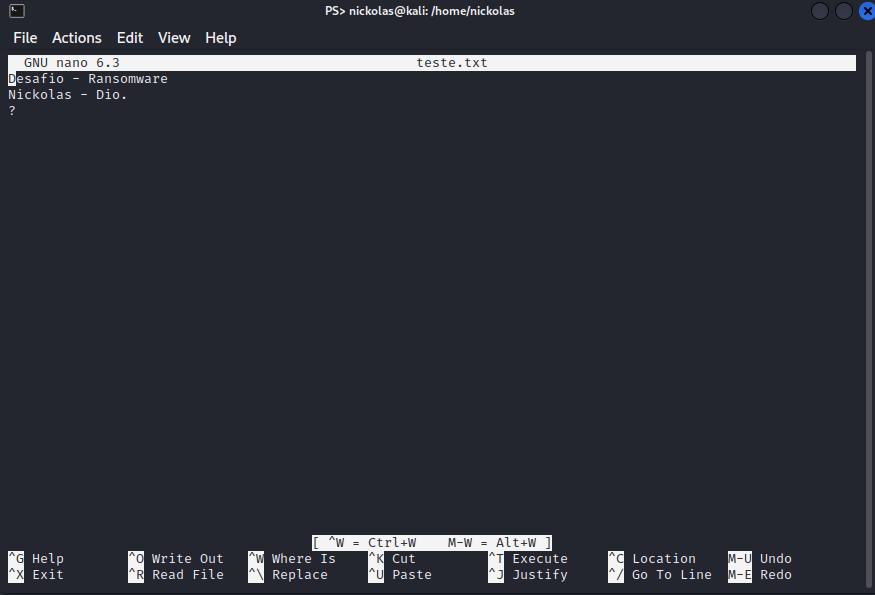 PS> nickolas@kali: /home/nickolas
File Actions Edit View Help
GNU nano 6.3 teste.txt
Desafio - Ransomware
Nickolas - Dio.
?
[ ^W = Ctrl+W M-W = Alt+W ]
^G Help ^O Write Out ^W Where Is ^K Cut ^T Execute ^C Location M-U Undo
^X Exit ^R Read File ^\ Replace ^U Paste ^J Justify ^/ Go To Line M-E Redo